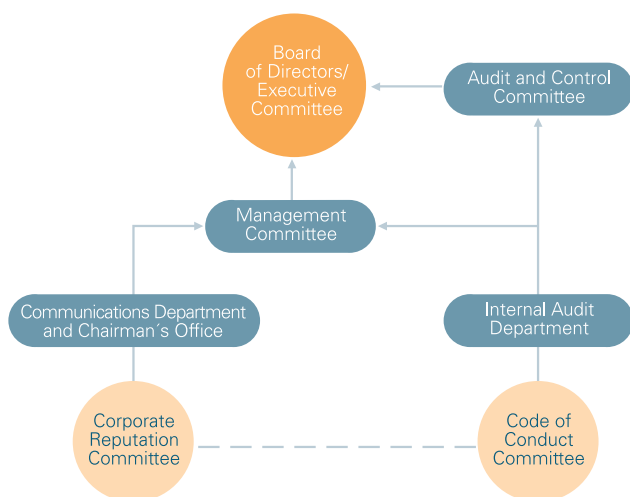 Board
of Directors/
Executive
Committee
Audit and Control
Committee
Management
Committee
Communications Department
and Chairman´s Office
Internal Audit
Department
Corporate
Reputation
Committee
Code of
Conduct
Committee